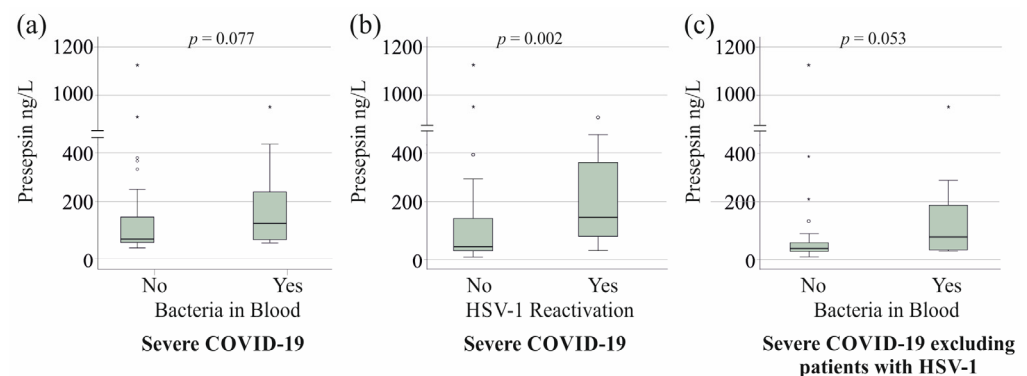 (a)
p = 0.077
1200
1000
400
200
0
Presepsin ng/L
No Yes
Bacteria in Blood
Severe COVID-19
(b)
p = 0.002
1200
1000
400
200
0
Presepsin ng/L
No Yes
HSV-1 Reactivation
Severe COVID-19
(c)
p = 0.053
1200
1000
400
200
0
Presepsin ng/L
No Yes
Bacteria in Blood
Severe COVID-19 excluding
patients with HSV-1